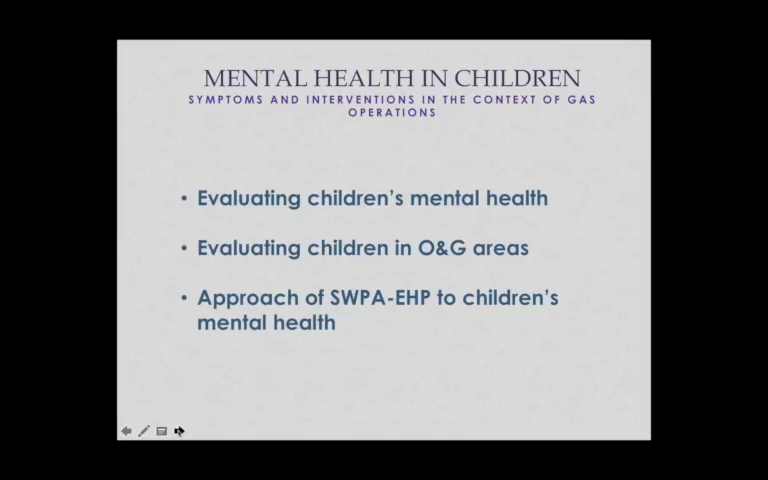 MENTAL HEALTH IN CHILDREN
SYMPTOMS AND INTERVENTIONS IN THE CONTEXT OF GAS
OPERATIONS
• Evaluating children’s mental health
• Evaluating children in O&G areas
• Approach of SWPA-EHP to children’s
mental health